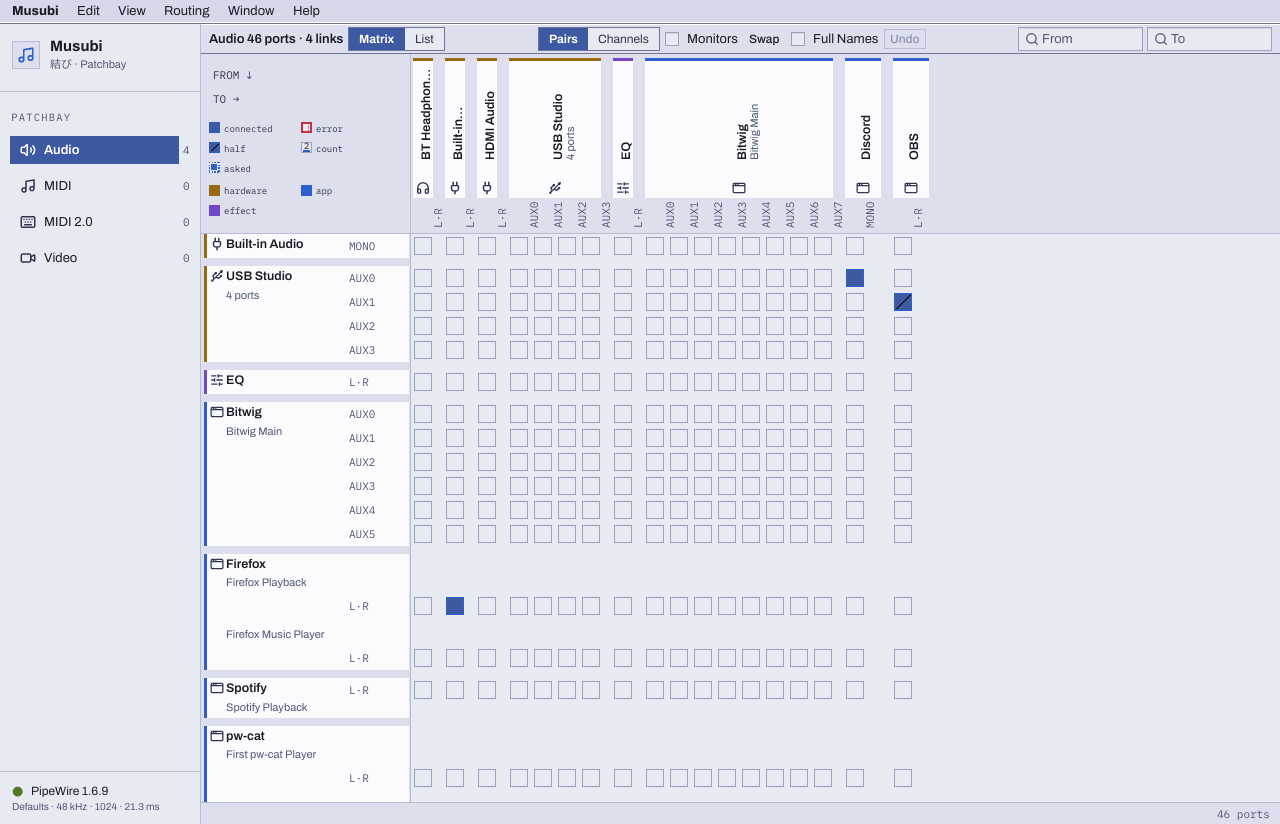 Musubi Edit View Routing Window Help
Musubi
結び · Patchbay
PATCHBAY
Audio 4
MIDI 0
MIDI 2.0 0
Video 0
PipeWire 1.6.9
Defaults · 48 kHz · 1024 · 21.3 ms
Audio 46 ports · 4 links Matrix List Pairs Channels Monitors Swap Full Names Undo From To
FROM ↓
TO →
connected error
half 2 count
asked
hardware app
effect
BT Headphon…
Built-in…
HDMI Audio
USB Studio
4 ports
EQ
Bitwig
Bitwig Main
Discord
OBS
L·R L·R L·R AUX0 AUX1 AUX2 AUX3 L·R AUX0 AUX1 AUX2 AUX3 AUX4 AUX5 AUX6 AUX7 MONO L·R
Built-in Audio MONO
USB Studio AUX0
4 ports AUX1
AUX2
AUX3
EQ L·R
Bitwig AUX0
Bitwig Main AUX1
AUX2
AUX3
AUX4
AUX5
Firefox
Firefox Playback
L·R
Firefox Music Player
L·R
Spotify L·R
Spotify Playback
pw-cat
First pw-cat Player
L·R
46 ports